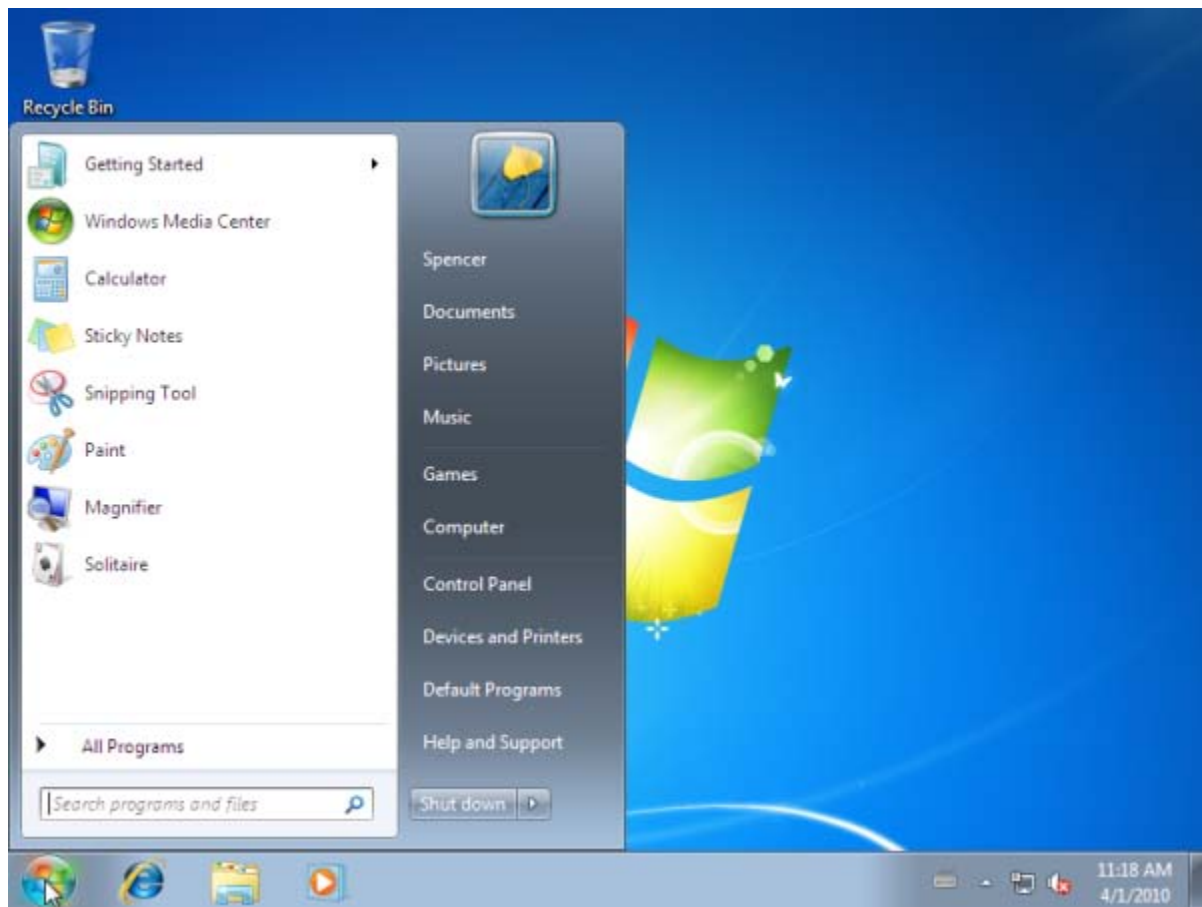 Recycle Bin
Getting Started
Windows Media Center
Calculator
Sticky Notes
Snipping Tool
Paint
Magnifier
Solitaire
All Programs
Search programs and files
Spencer
Documents
Pictures
Music
Games
Computer
Control Panel
Devices and Printers
Default Programs
Help and Support
Shut down
11:18 AM
4/1/2010